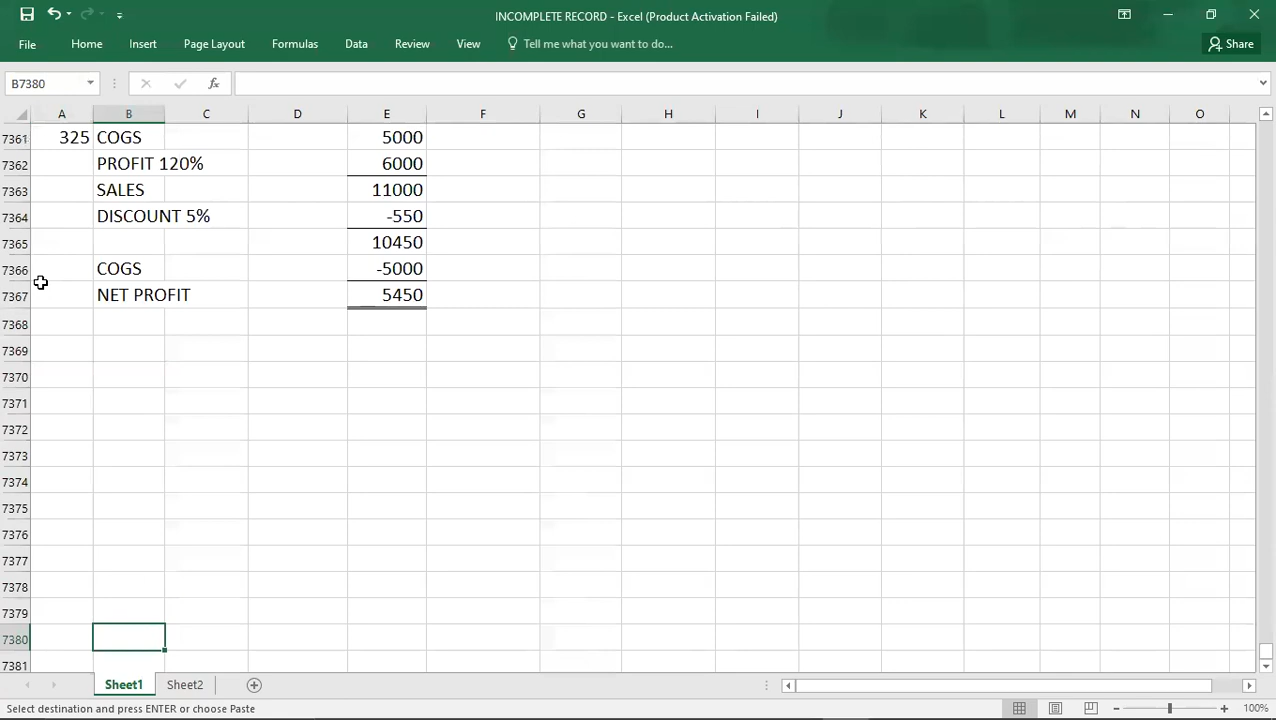 INCOMPLETE RECORD - Excel (Product Activation Failed)
File Home Insert Page Layout Formulas Data Review View Tell me what you want to do... Share
B7380 fx
A B C D E F G H I J K L M N O
7361 325 COGS 5000
7362 PROFIT 120% 6000
7363 SALES 11000
7364 DISCOUNT 5% -550
7365 10450
7366 COGS -5000
7367 NET PROFIT 5450
7368
7369
7370
7371
7372
7373
7374
7375
7376
7377
7378
7379
7380
7381
Sheet1 Sheet2
Select destination and press ENTER or choose Paste 100%